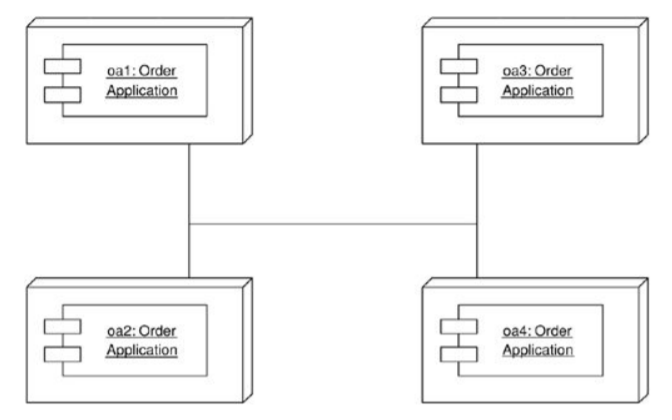 oa1: Order
Application
oa3: Order
Application
oa2: Order
Application
oa4: Order
Application